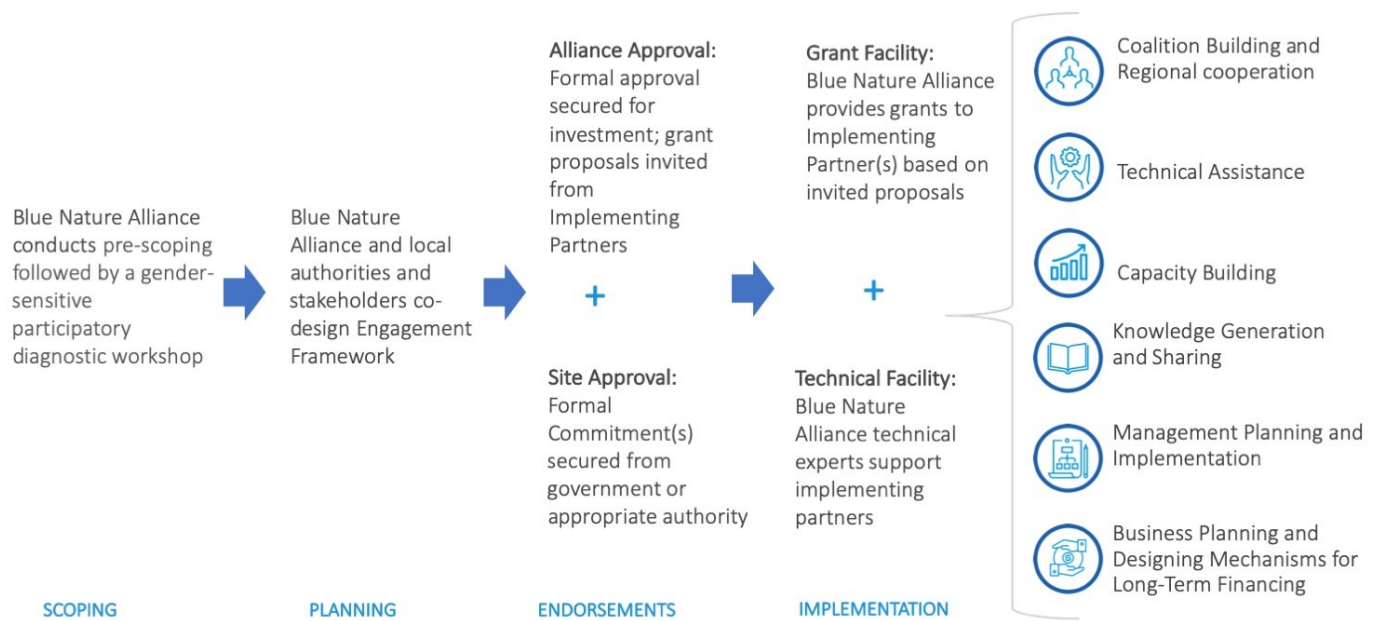 Blue Nature Alliance
conducts pre-scoping
followed by a gender-
sensitive
participatory
diagnostic workshop
SCOPING
Blue Nature
Alliance and local
authorities and
stakeholders co-
design Engagement
Framework
PLANNING
Alliance Approval:
Formal approval
secured for
investment; grant
proposals invited
from
Implementing
Partners
+
Site Approval:
Formal
Commitment(s)
secured from
government or
appropriate authority
ENDORSEMENTS
Grant Facility:
Blue Nature Alliance
provides grants to
Implementing
Partner(s) based on
invited proposals
+
Technical Facility:
Blue Nature
Alliance technical
experts support
implementing
partners
IMPLEMENTATION
Coalition Building and
Regional cooperation
Technical Assistance
Capacity Building
Knowledge Generation
and Sharing
Management Planning and
Implementation
Business Planning and
Designing Mechanisms for
Long-Term Financing